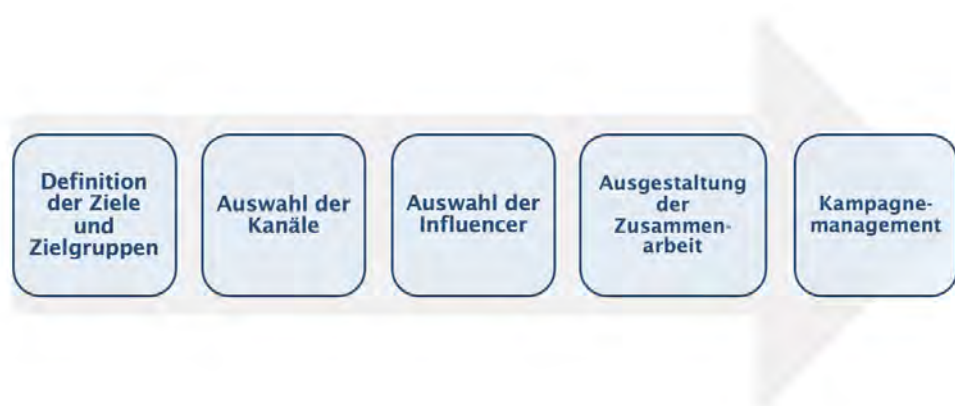 Definition
der Ziele
und
Zielgruppen
Auswahl der
Kanäle
Auswahl der
Influencer
Ausgestaltung
der
Zusammen-
arbeit
Kampagne-
management